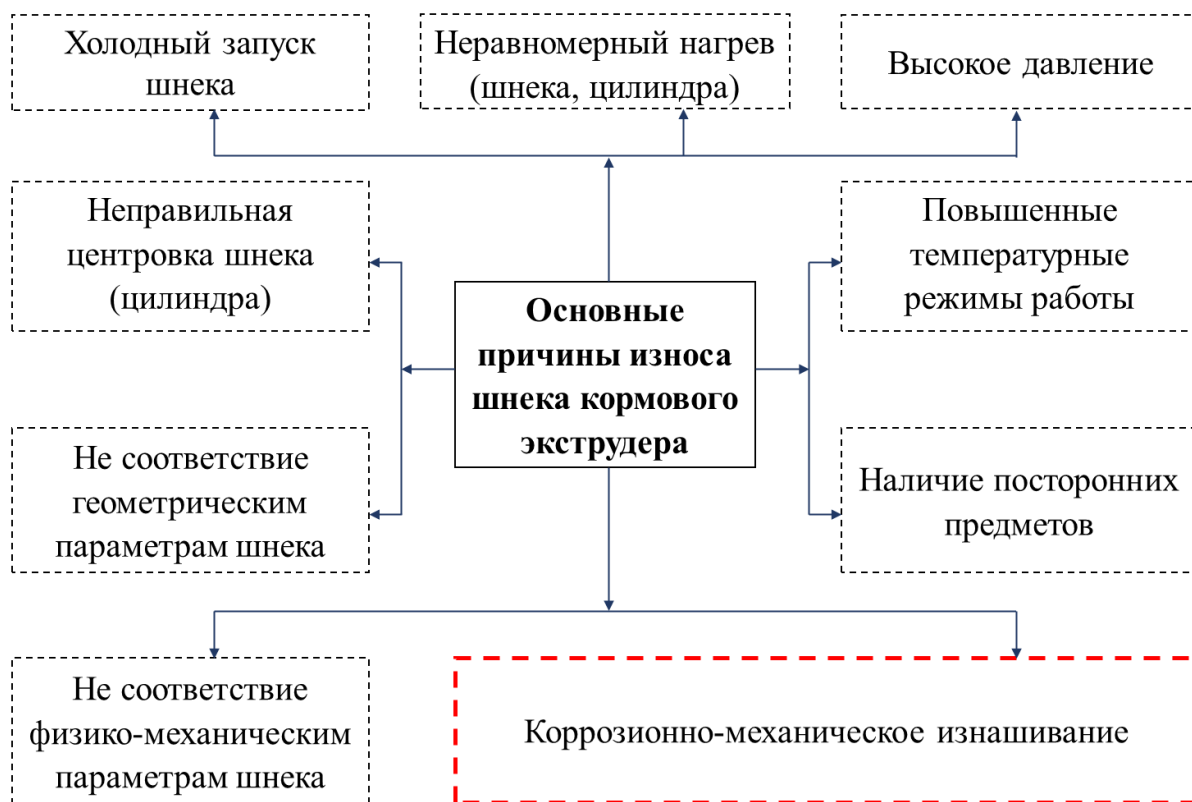 Холодный запуск
шнека
Неравномерный нагрев
(шнека, цилиндра)
Высокое давление
Неправильная
центровка шнека
(цилиндра)
Повышенные
температурные
режимы работы
Основные
причины износа
шнека кормового
экструдера
Не соответствие
геометрическим
параметрам шнека
Наличие посторонних
предметов
Не соответствие
физико-механическим
параметрам шнека
Коррозионно-механическое изнашивание